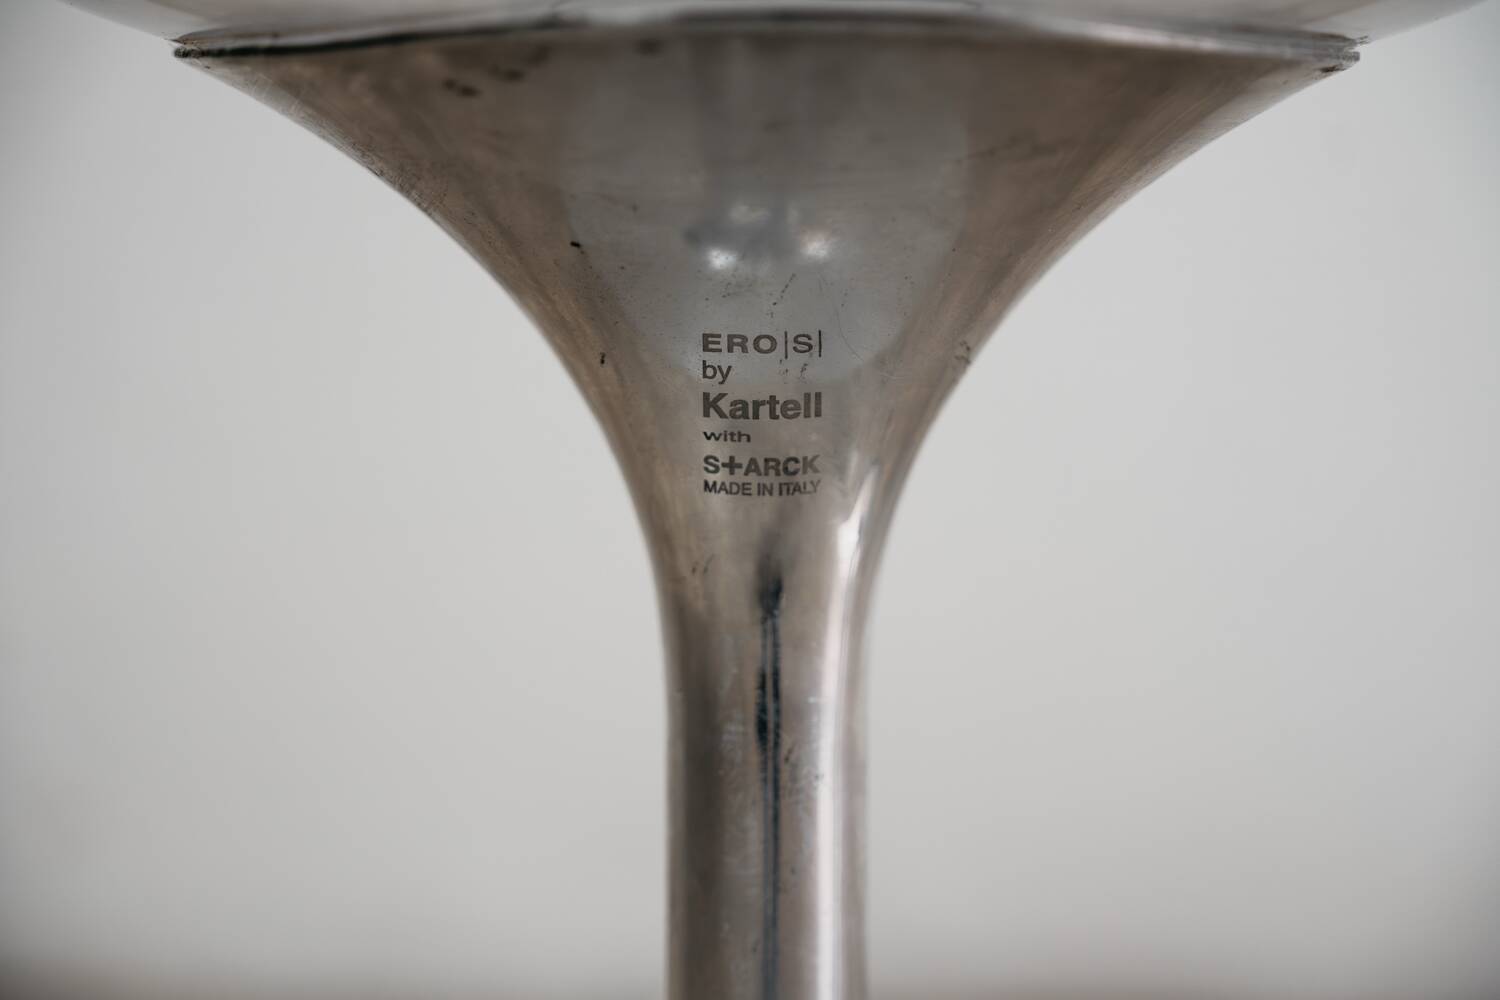 ERO|S|
by
Kartell
with
S+ARCK
MADE IN ITALY